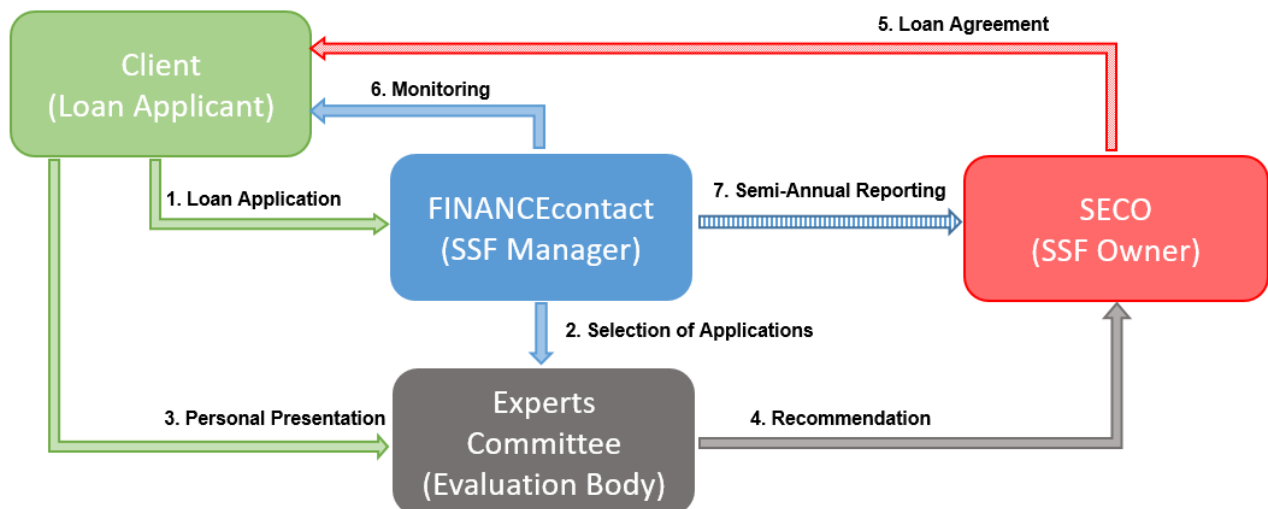 5. Loan Agreement
Client
(Loan Applicant)
6. Monitoring
1. Loan Application
FINANCEcontact
(SSF Manager)
7. Semi-Annual Reporting
SECO
(SSF Owner)
2. Selection of Applications
3. Personal Presentation
Experts
Committee
(Evaluation Body)
4. Recommendation